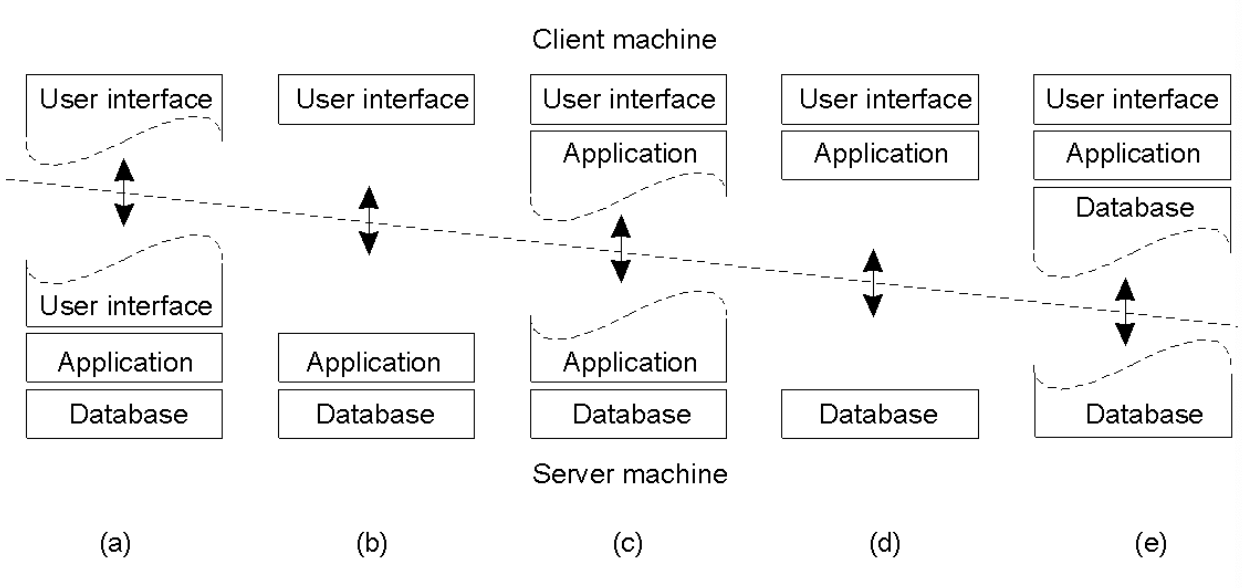 Client machine
User interface User interface User interface User interface User interface
Application Application Application
Database
User interface
Application Application Application
Database Database Database Database Database
Server machine
(a) (b) (c) (d) (e)